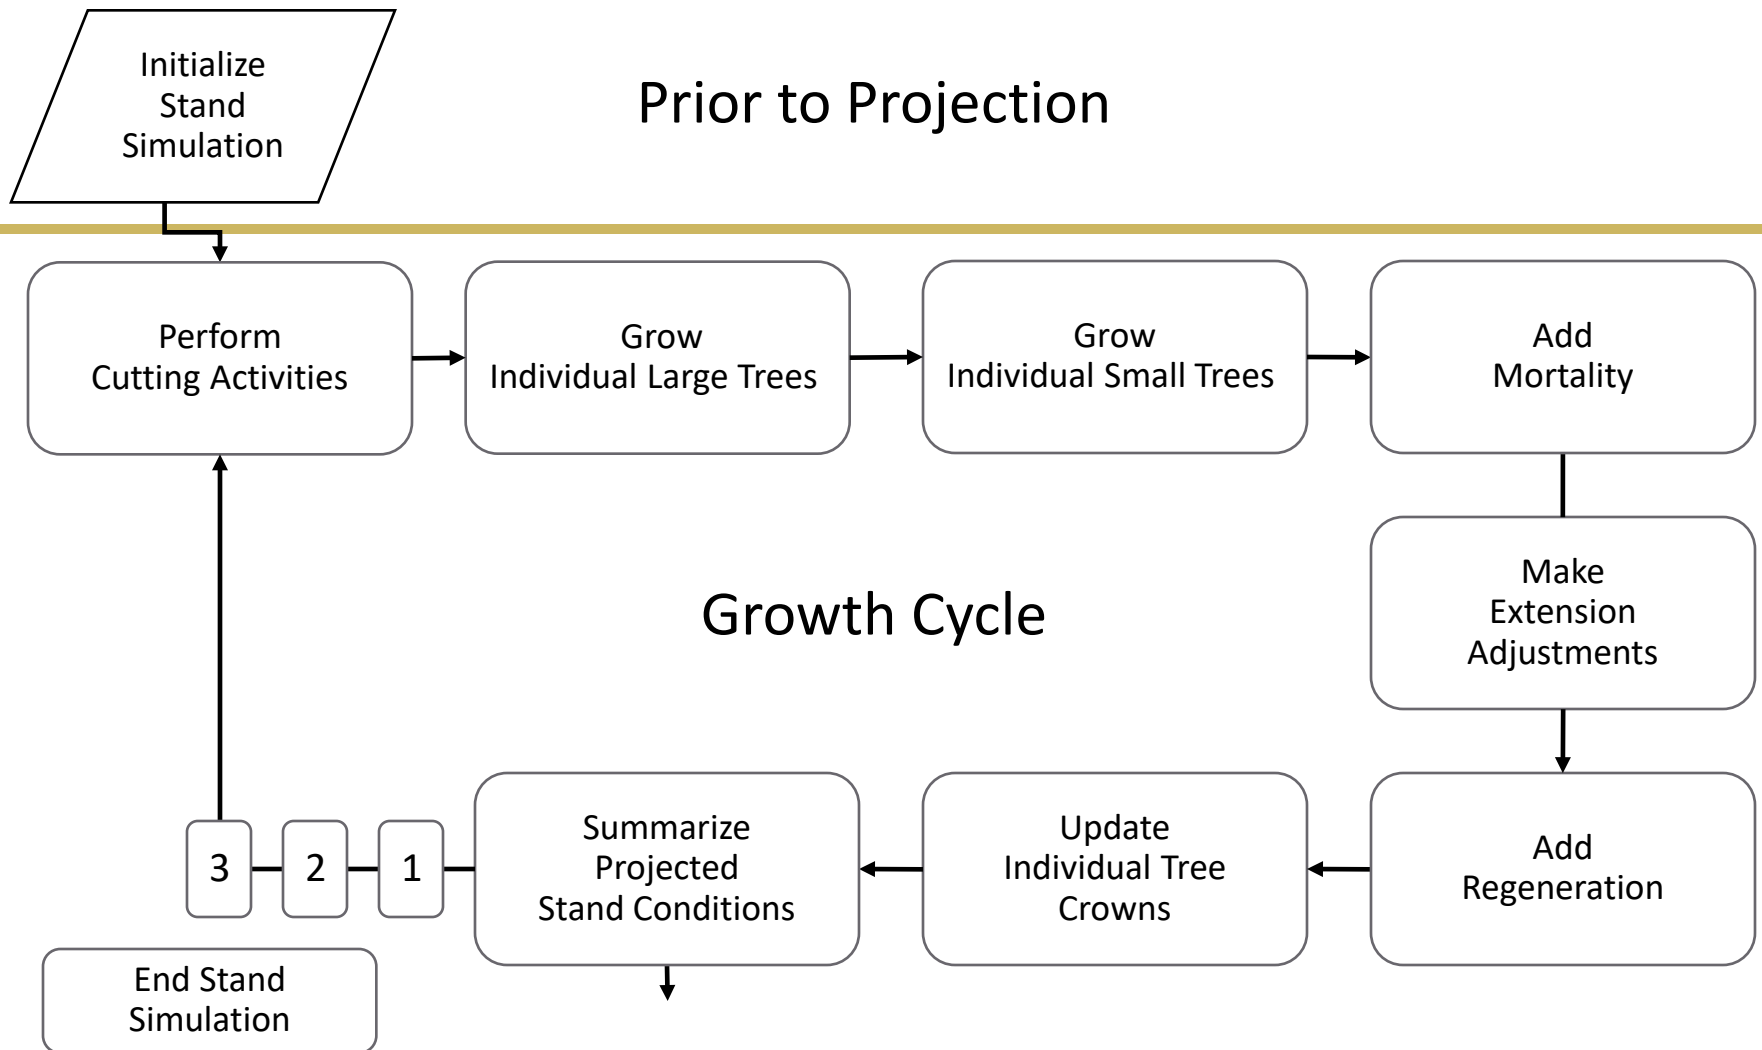 Initialize
Stand
Simulation
Prior to Projection
Perform
Cutting Activities
Grow
Individual Large Trees
Grow
Individual Small Trees
Add
Mortality
Make
Extension
Adjustments
Growth Cycle
3
2
1
Summarize
Projected
Stand Conditions
Update
Individual Tree
Crowns
Add
Regeneration
End Stand
Simulation